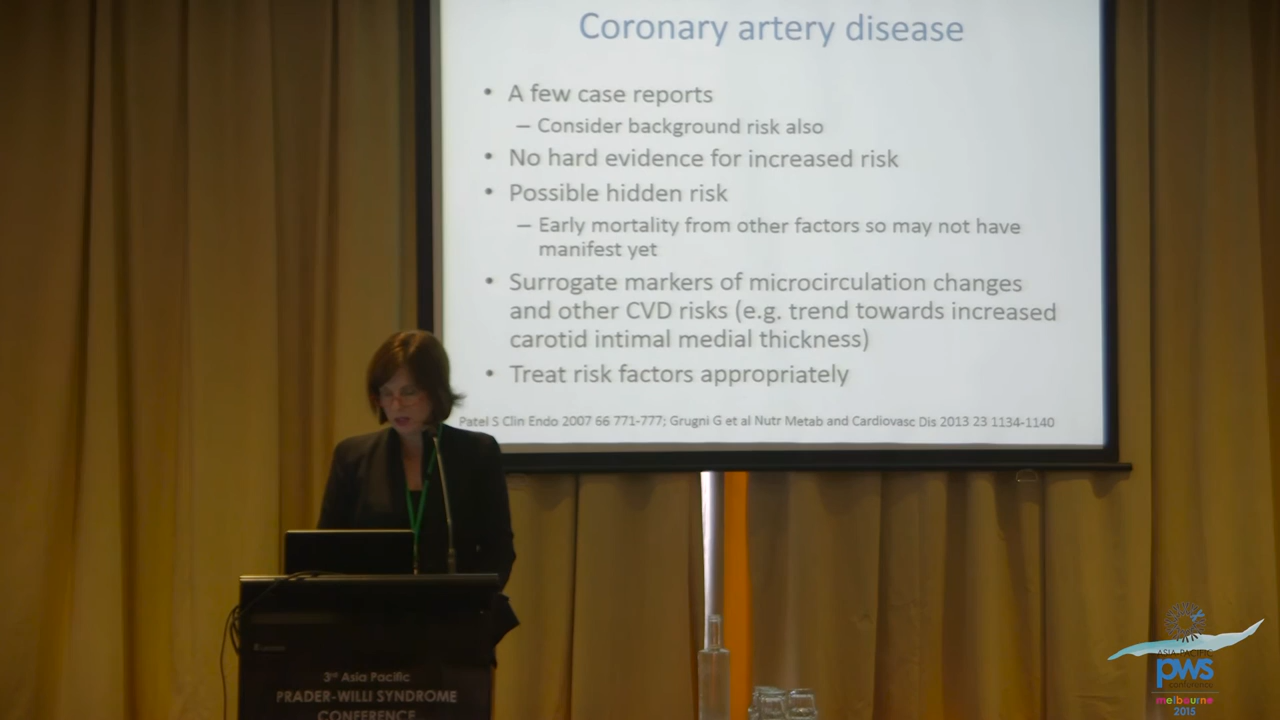 Coronary artery disease
• A few case reports
– Consider background risk also
• No hard evidence for increased risk
• Possible hidden risk
– Early mortality from other factors so may not have
manifest yet
• Surrogate markers of microcirculation changes
and other CVD risks (e.g. trend towards increased
carotid intimal medial thickness)
• Treat risk factors appropriately
Patel S Clin Endo 2007 66 771-777; Grugni G et al Nutr Metab and Cardiovasc Dis 2013 23 1134-1140
3rd Asia Pacific
PRADER-WILLI SYNDROME
CONFERENCE
ASIA-PACIFIC
pws
conference
melbourne
2015